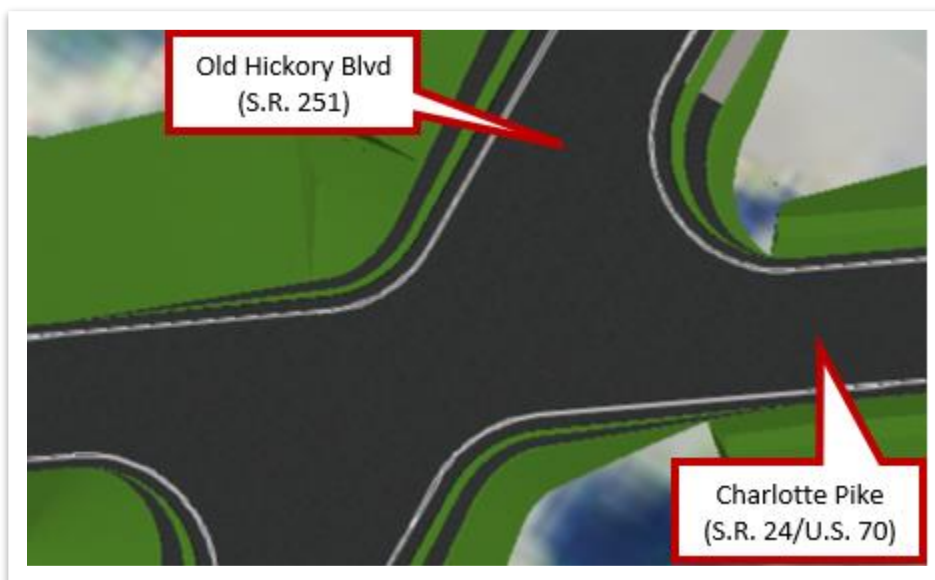 Old Hickory Blvd
(S.R. 251)
Charlotte Pike
(S.R. 24/U.S. 70)